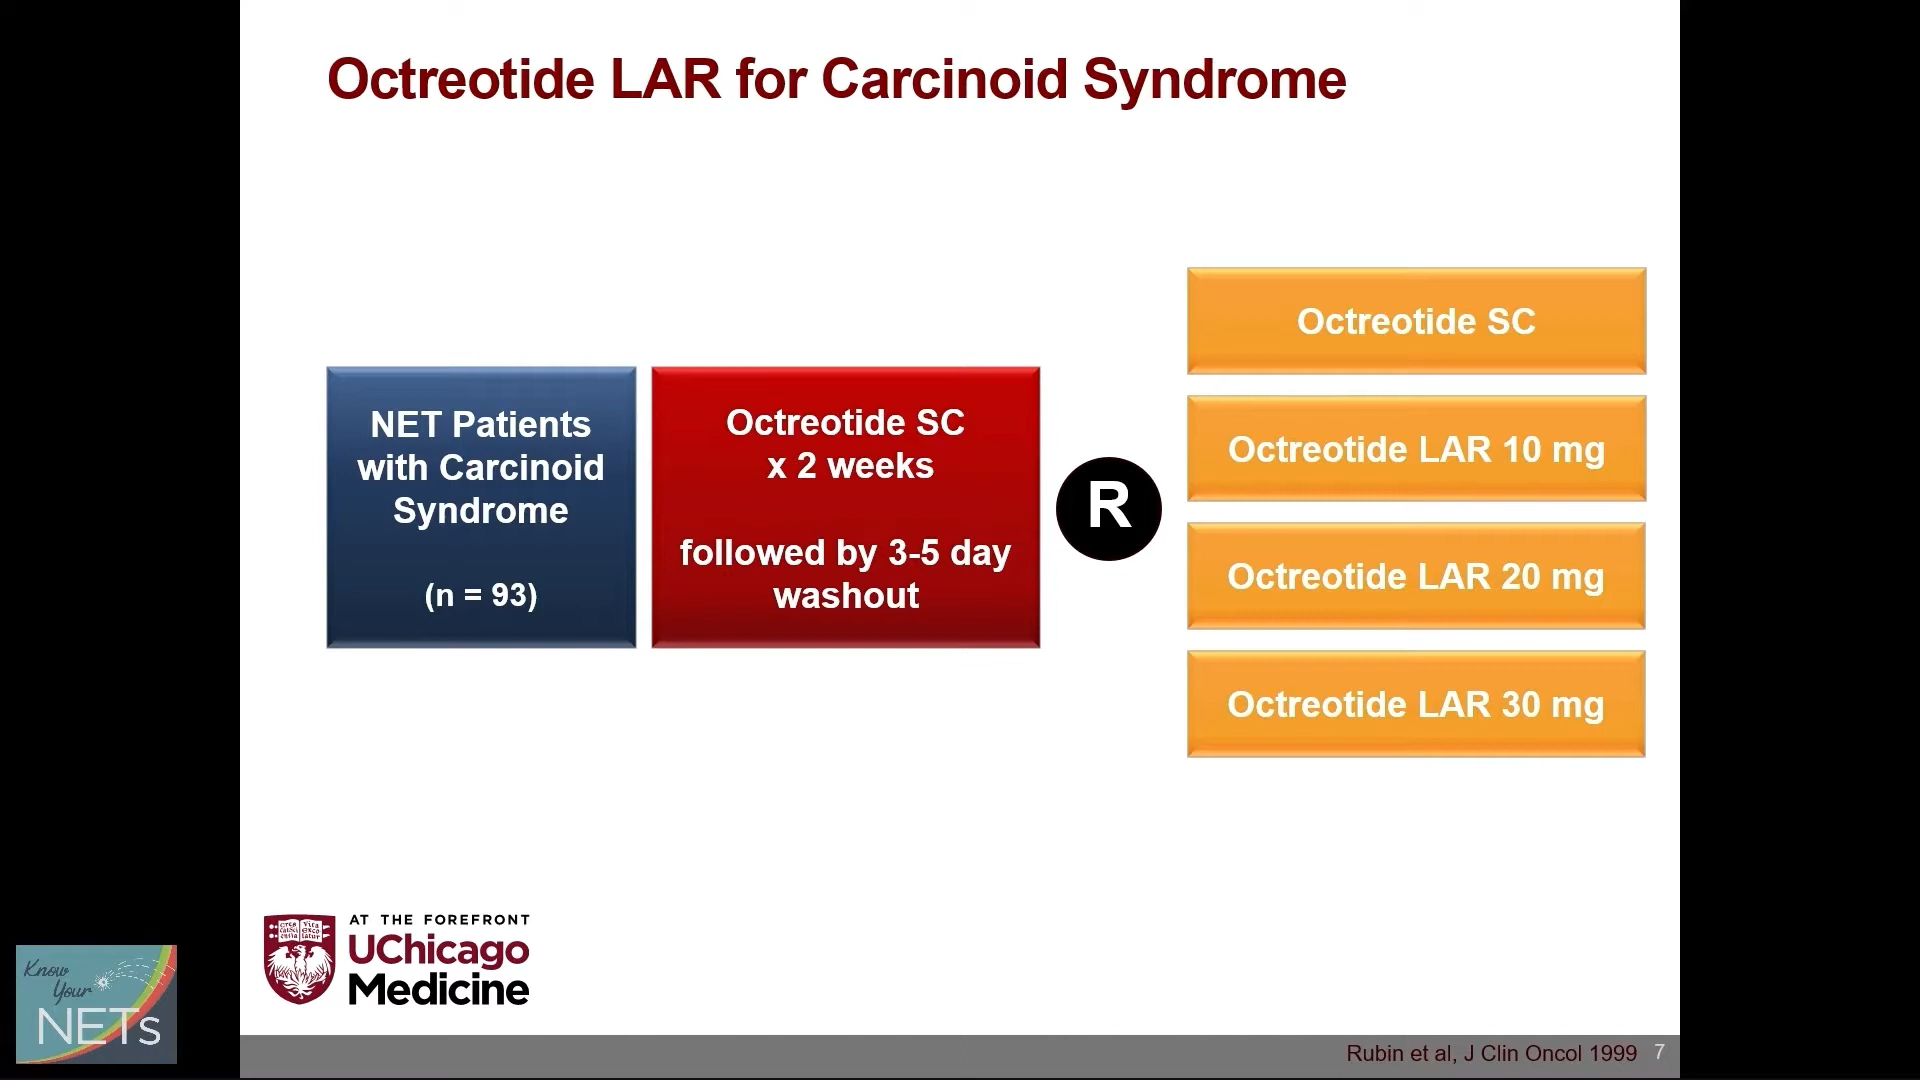 Octreotide LAR for Carcinoid Syndrome
NET Patients
with Carcinoid
Syndrome
(n = 93)
Octreotide SC
x 2 weeks
followed by 3-5 day
washout
R
Octreotide SC
Octreotide LAR 10 mg
Octreotide LAR 20 mg
Octreotide LAR 30 mg
AT THE FOREFRONT
UChicago
Medicine
Know
Your
NETs
Rubin et al, J Clin Oncol 1999 7